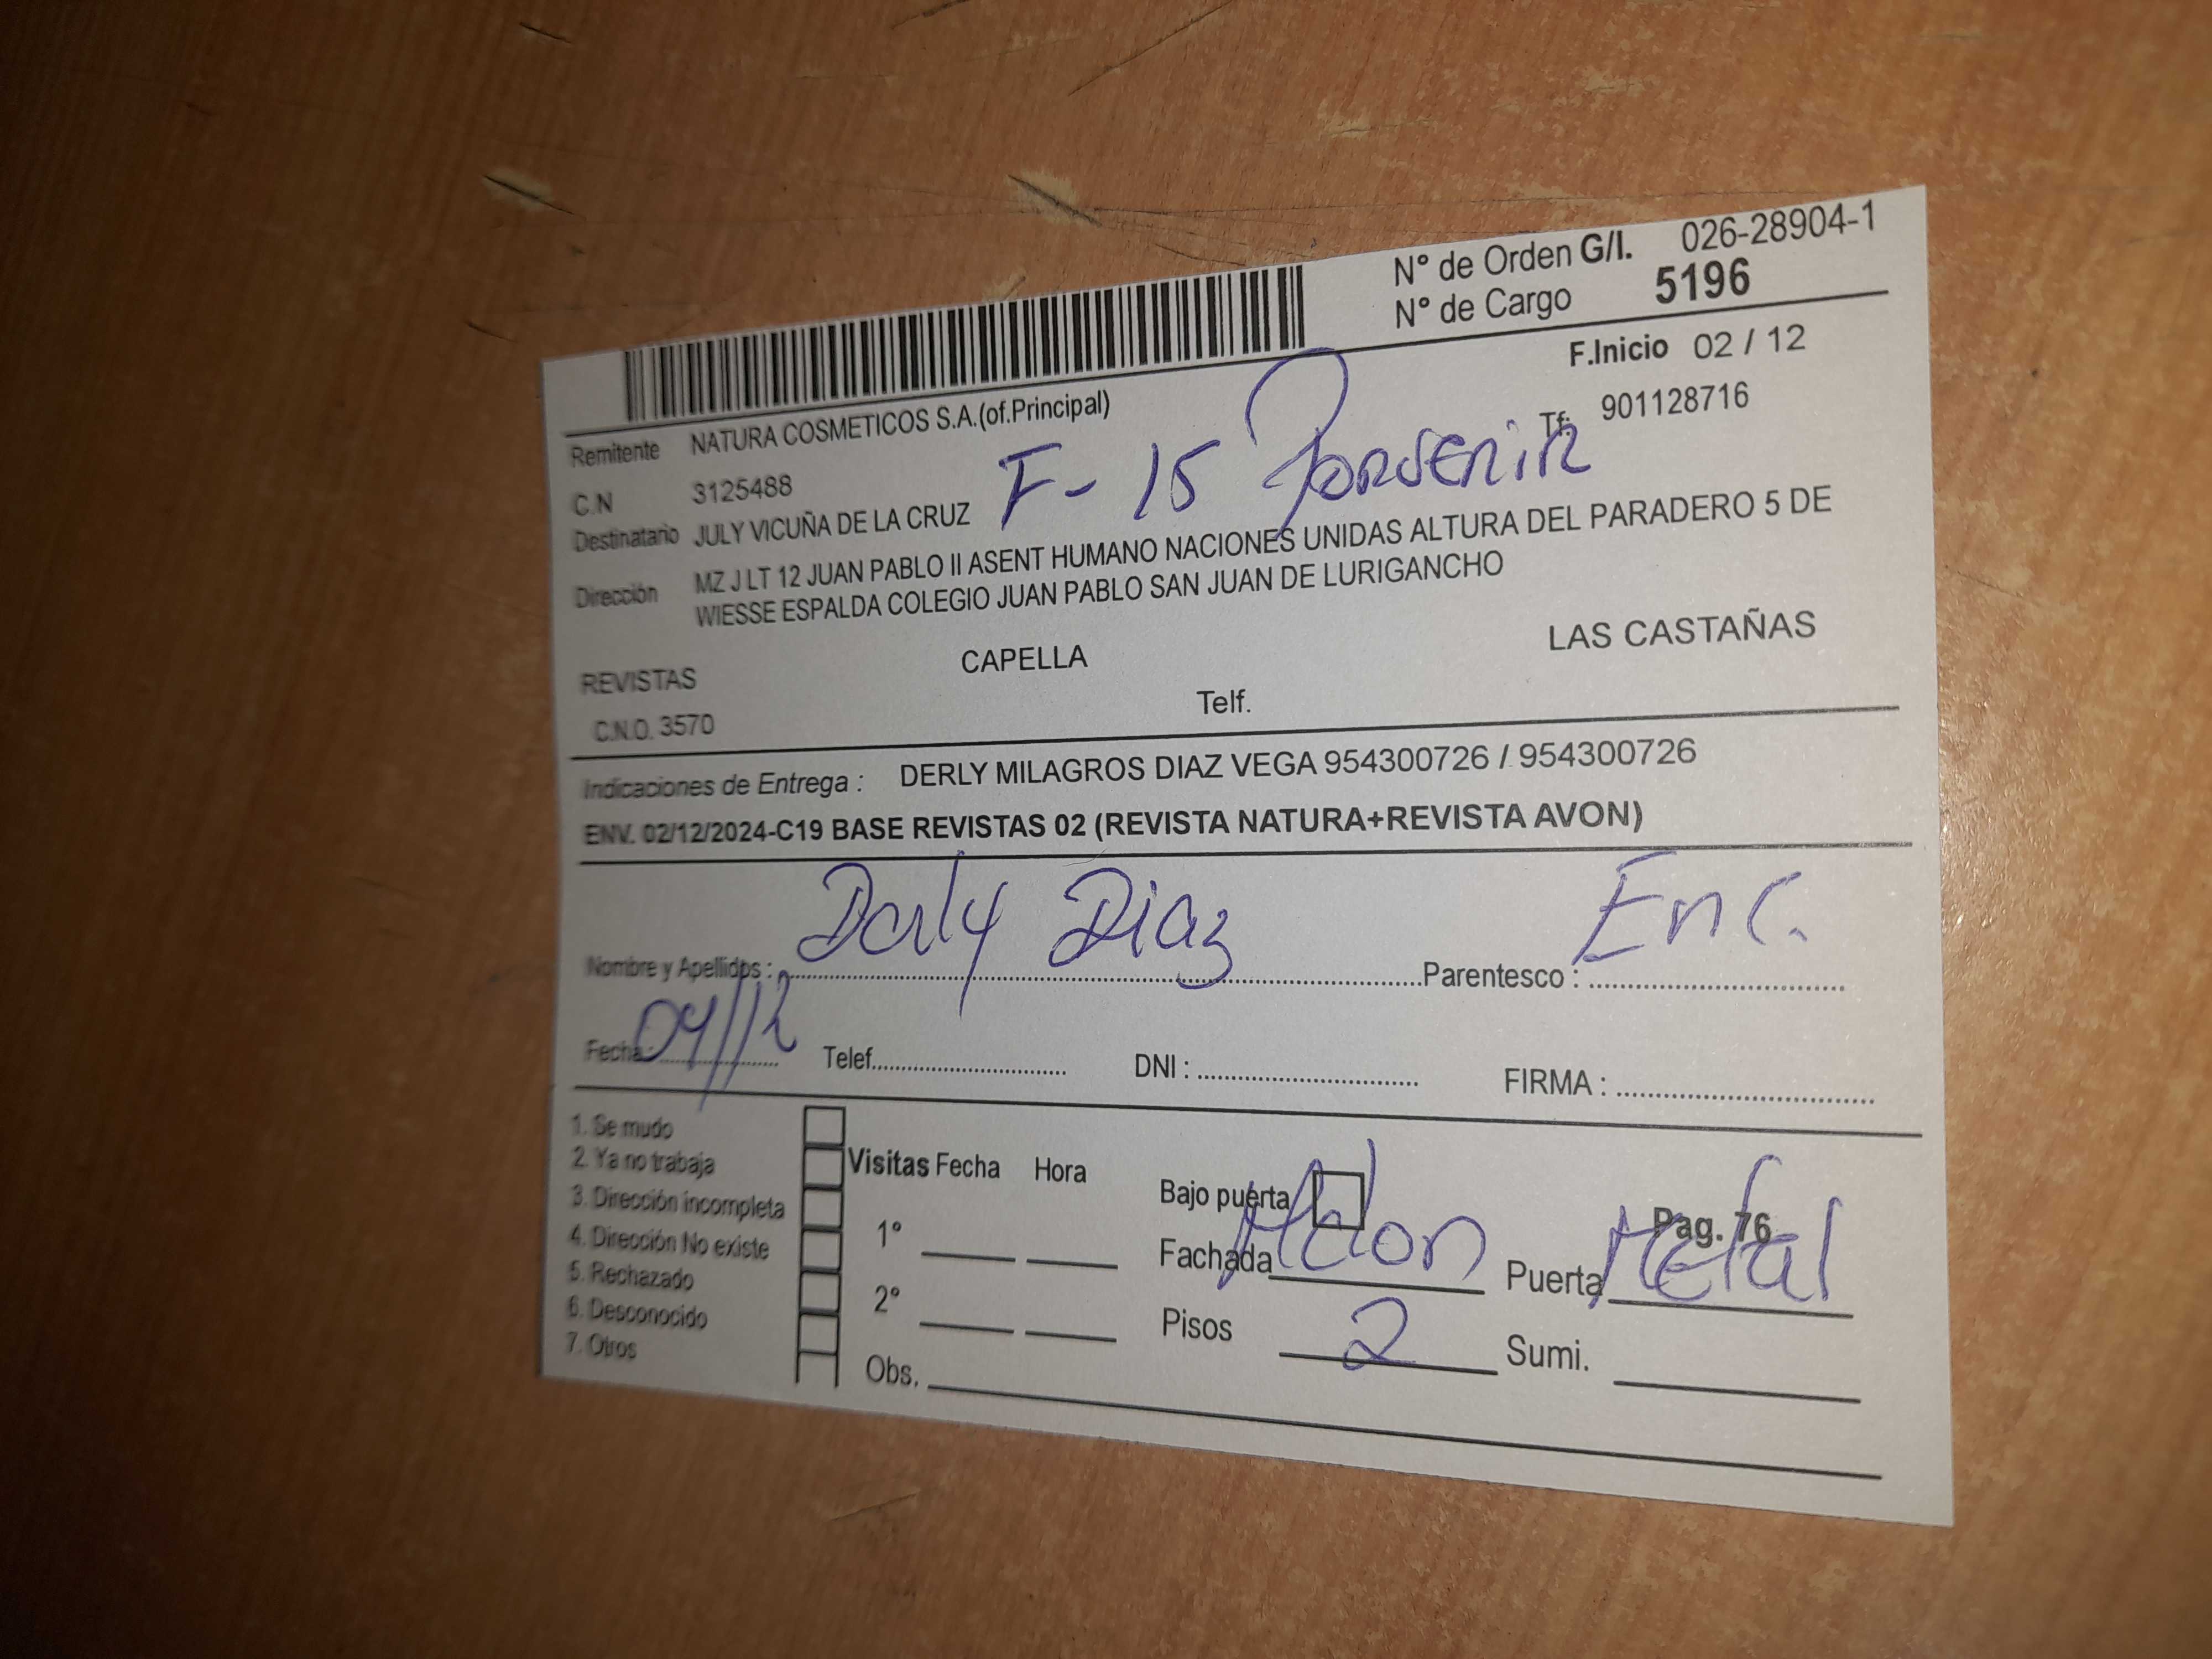 N° de Orden G/I. 026-28904-1
N° de Cargo 5196
F.Inicio 02 / 12
Remitente NATURA COSMETICOS S.A.(of.Principal)
Tf: 901128716
C.N 3125488
F- 15 Porvenir
Destinatario JULY VICUÑA DE LA CRUZ
Dirección MZ J LT 12 JUAN PABLO II ASENT HUMANO NACIONES UNIDAS ALTURA DEL PARADERO 5 DE
WIESSE ESPALDA COLEGIO JUAN PABLO SAN JUAN DE LURIGANCHO
REVISTAS CAPELLA LAS CASTAÑAS
C.N.O. 3570 Telf.
Indicaciones de Entrega : DERLY MILAGROS DIAZ VEGA 954300726 / 954300726
ENV. 02/12/2024-C19 BASE REVISTAS 02 (REVISTA NATURA+REVISTA AVON)
Nombre y Apellidos : Derly Diaz Parentesco : Enc.
Fecha : 04/12 Telef. DNI : FIRMA :
1. Se mudo
2. Ya no trabaja
3. Dirección incompleta
4. Dirección No existe
5. Rechazado
6. Desconocido
7. Otros
Visitas Fecha Hora
1°
2°
Obs.
Bajo puerta Pag. 76
Fachada Melon Puerta Metal
Pisos 2 Sumi.